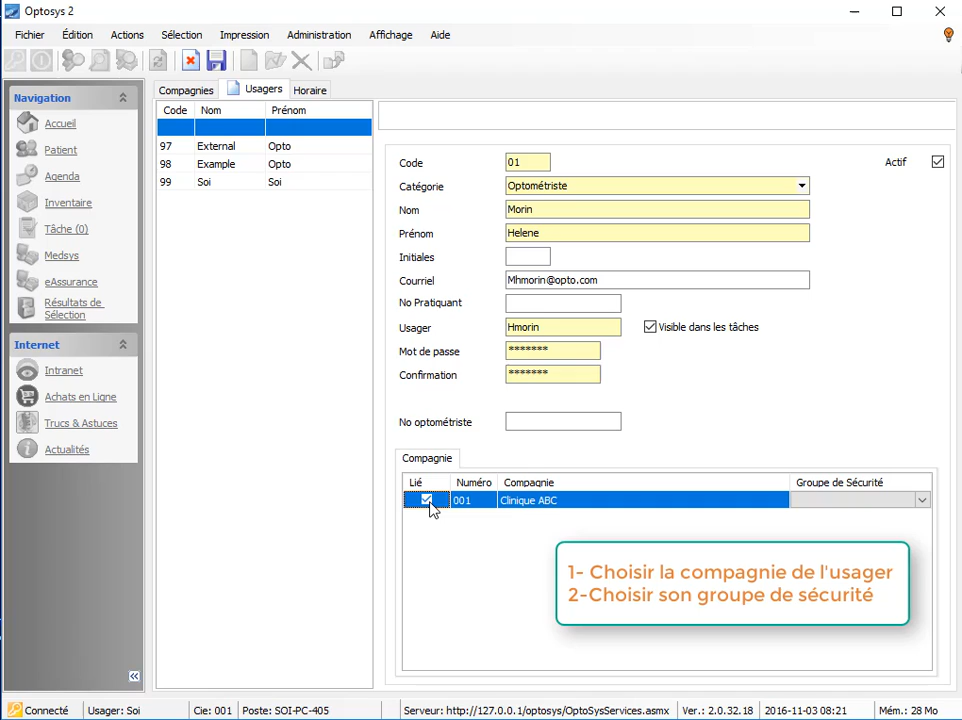 Optosys 2
Fichier Édition Actions Sélection Impression Administration Affichage Aide
Navigation
Accueil
Patient
Agenda
Inventaire
Tâche (0)
Medsys
eAssurance
Résultats de
Sélection
Internet
Intranet
Achats en Ligne
Trucs & Astuces
Actualités
Compagnies Usagers Horaire
Code Nom Prénom
97 External Opto
98 Example Opto
99 Soi Soi
Code 01 Actif
Catégorie Optométriste
Nom Morin
Prénom Helene
Initiales
Courriel Mhmorin@opto.com
No Pratiquant
Usager Hmorin Visible dans les tâches
Mot de passe *******
Confirmation *******
No optométriste
Compagnie
Lié Numéro Compagnie Groupe de Sécurité
001 Clinique ABC
1- Choisir la compagnie de l'usager
2-Choisir son groupe de sécurité
Connecté Usager: Soi Cie: 001 Poste: SOI-PC-405 Serveur: http://127.0.0.1/optosys/OptoSysServices.asmx Ver.: 2.0.32.18 2016-11-03 08:21 Mém.: 28 Mo